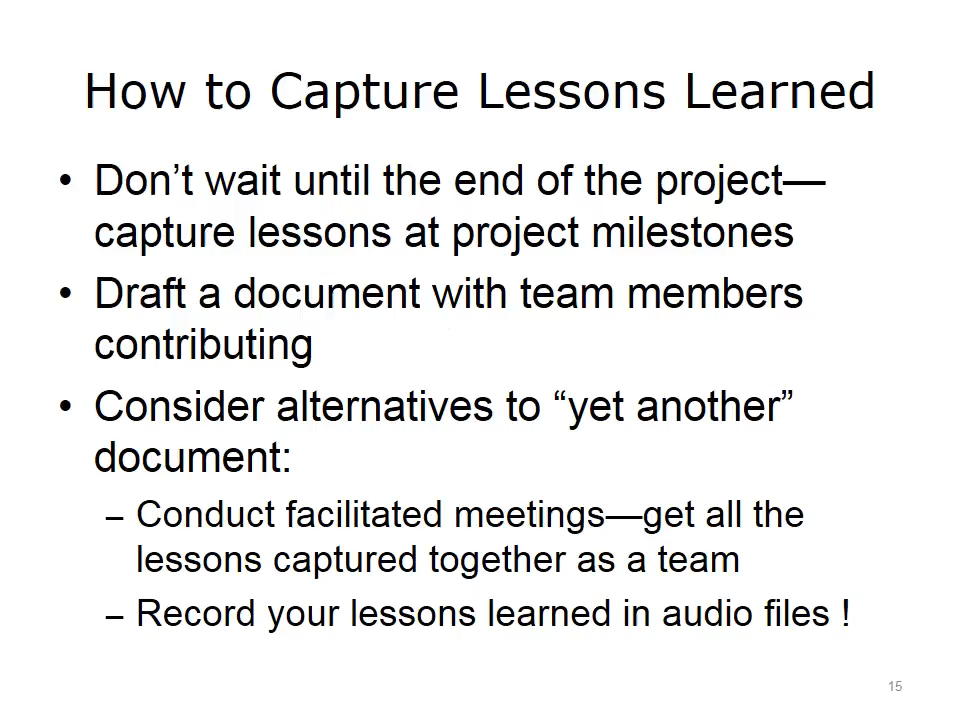 How to Capture Lessons Learned
• Don’t wait until the end of the project—
capture lessons at project milestones
• Draft a document with team members
contributing
• Consider alternatives to “yet another”
document:
– Conduct facilitated meetings—get all the
lessons captured together as a team
– Record your lessons learned in audio files !
15